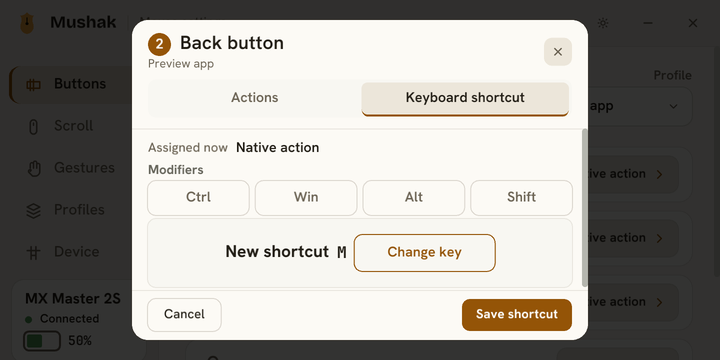 Mushak
2 Back button
Preview app
Actions
Keyboard shortcut
Assigned now Native action
Modifiers
Ctrl
Win
Alt
Shift
New shortcut M
Change key
Cancel
Save shortcut
Buttons
Scroll
Gestures
Profiles
Device
MX Master 2S
Connected
50%
Profile
app
ive action
ive action
ive action